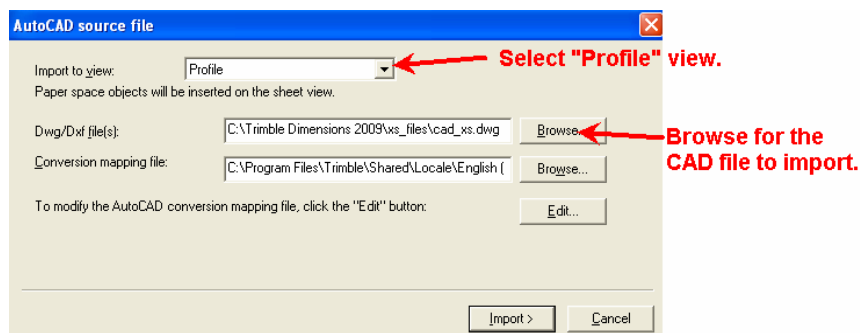 AutoCAD source file
Import to view: Profile
Select "Profile" view.
Paper space objects will be inserted on the sheet view.
Dwg/Dxf file(s): C:\Trimble Dimensions 2009\xs_files\cad_xs.dwg Browse...
Browse for the
CAD file to import.
Conversion mapping file: C:\Program Files\Trimble\Shared\Locale\English ( Browse...
To modify the AutoCAD conversion mapping file, click the "Edit" button: Edit...
Import > Cancel